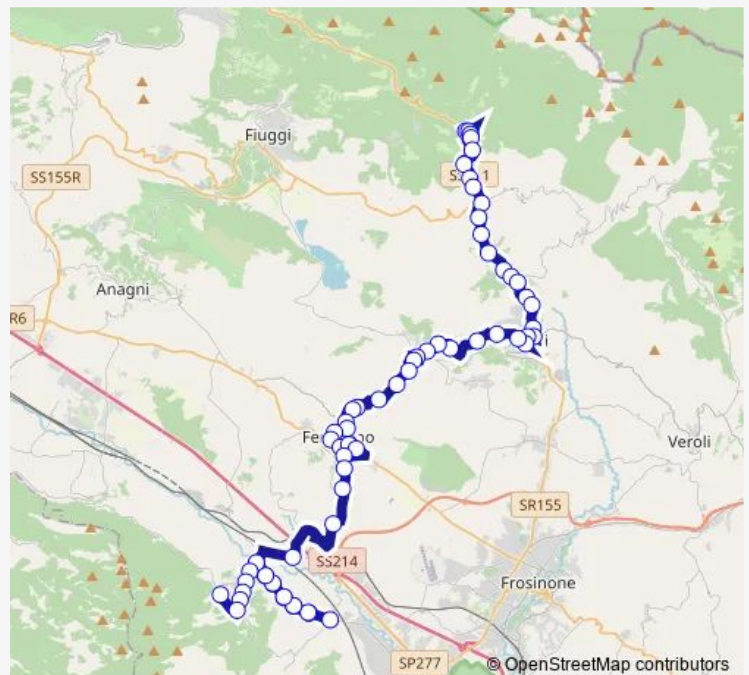 Fiuggi
SS155R
Anagni
R6
Veroli
SR155
SS214
Frosinone
SP277
© OpenStreetMap contributors